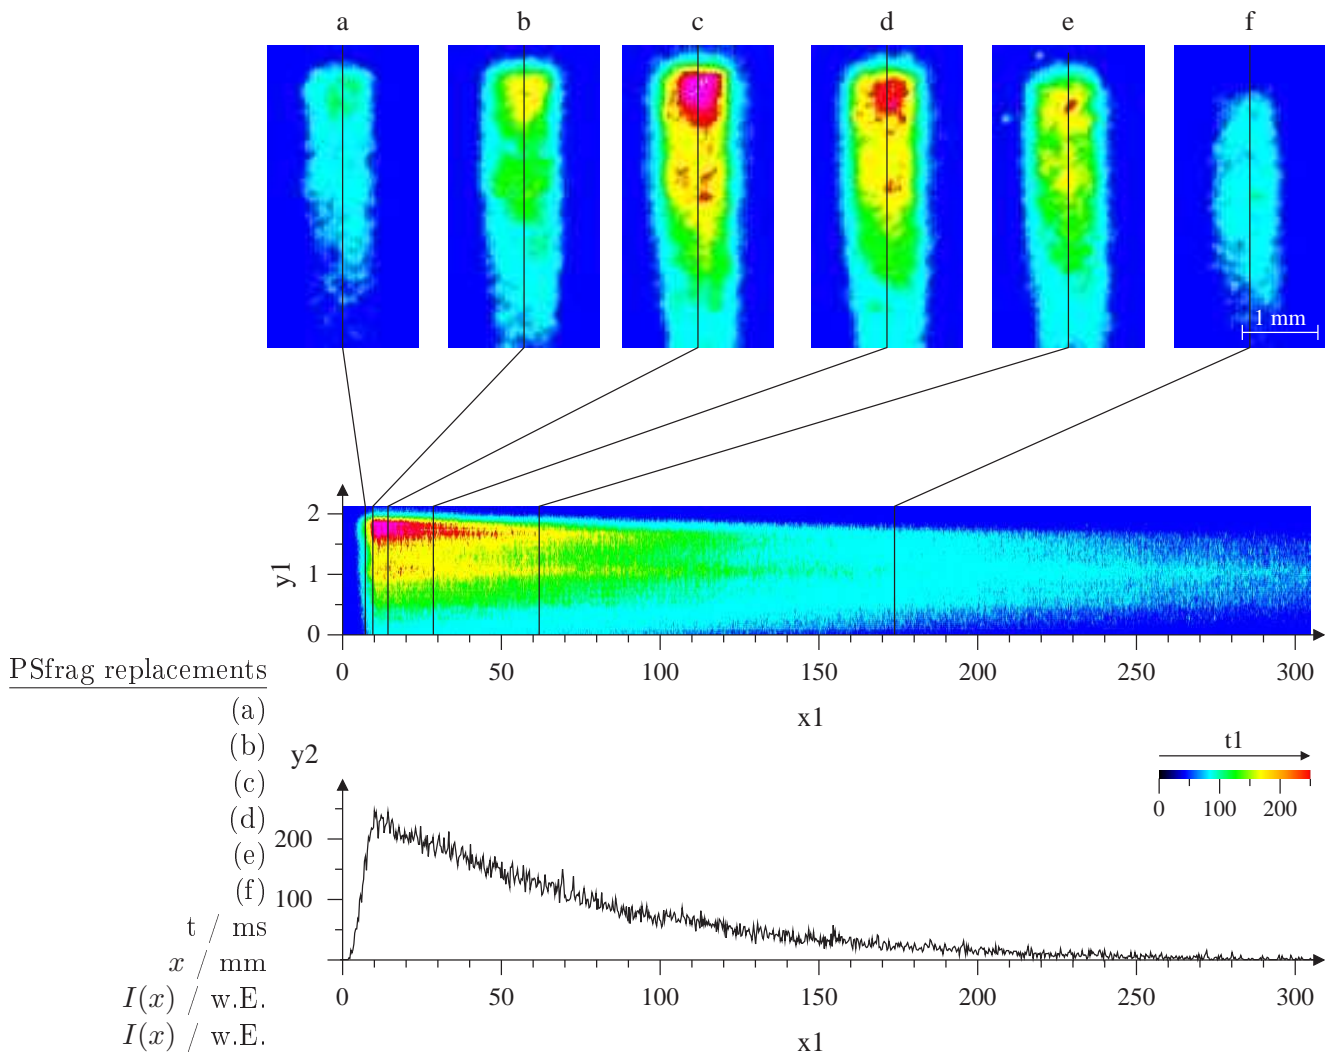 a b c d e f
1 mm
2
y1
1
0
0 50 100 150 200 250 300
x1
PSfrag replacements
(a)
(b)
(c)
(d)
(e)
(f)
t / ms
x / mm
I(x) / w.E.
I(x) / w.E.
y2
t1
0 100 200
200
100
0 50 100 150 200 250 300
x1